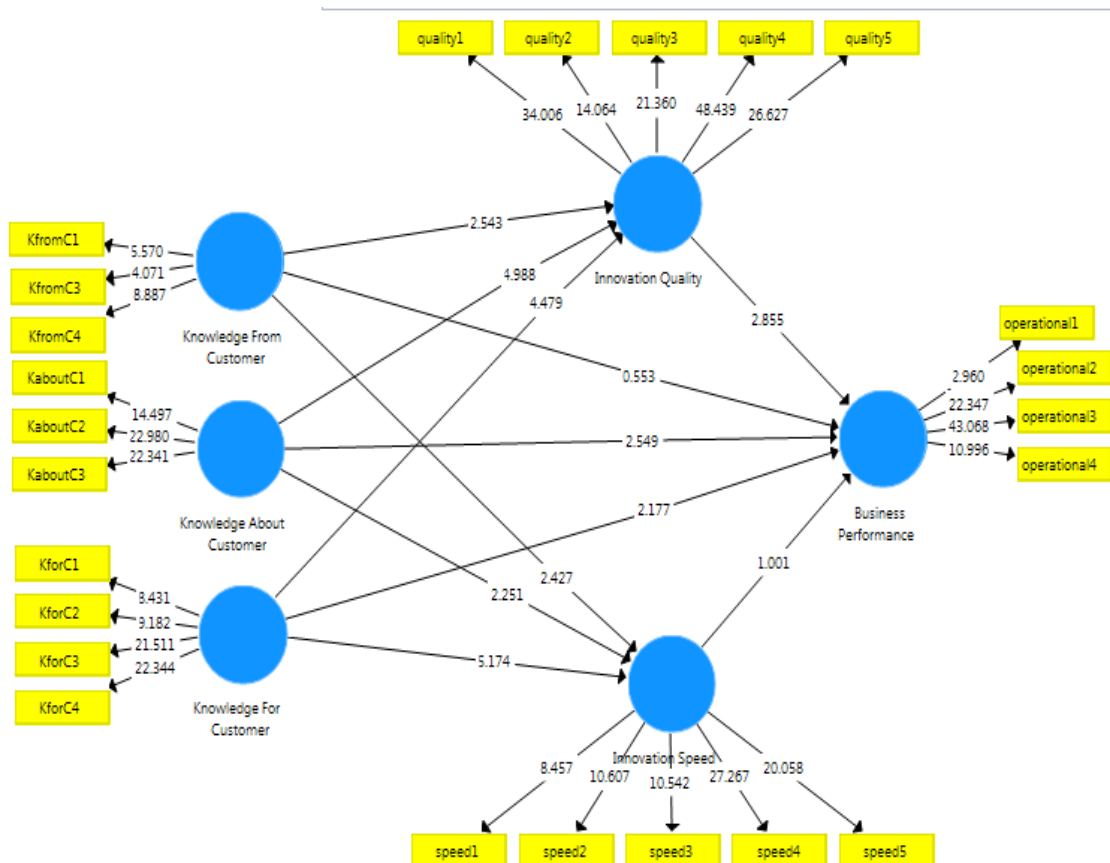 quality1 quality2 quality3 quality4 quality5
34.006 14.064 21.360 48.439 26.627
Innovation Quality
KfromC1
KfromC3
KfromC4
5.570
4.071
8.887
Knowledge From
Customer
2.543
0.553
2.427
KaboutC1
KaboutC2
KaboutC3
14.497
22.980
22.341
Knowledge About
Customer
4.988
2.549
2.251
KforC1
KforC2
KforC3
KforC4
8.431
9.182
21.511
22.344
Knowledge For
Customer
4.479
2.177
5.174
2.855
1.001
Business
Performance
operational1
operational2
operational3
operational4
2.960
22.347
43.068
10.996
Innovation Speed
8.457 10.607 10.542 27.267 20.058
speed1 speed2 speed3 speed4 speed5